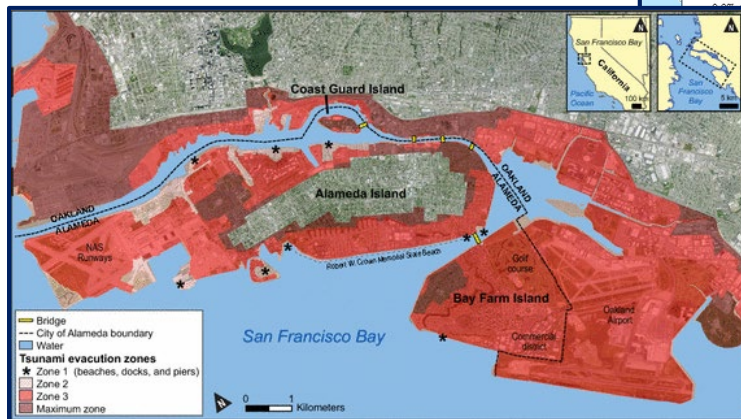 N
San Francisco Bay
California
Pacific
Ocean
100 km
N
San
Francisco
Bay
5 km
Coast Guard Island
OAKLAND
ALAMEDA
Alameda Island
OAKLAND
ALAMEDA
NAS
Runways
Robert W. Crown Memorial State Beach
Golf
course
Bay Farm Island
Oakland
Airport
Commercial
district
San Francisco Bay
Bridge
City of Alameda boundary
Water
Tsunami evacuation zones
* Zone 1 (beaches, docks, and piers)
Zone 2
Zone 3
Maximum zone
N
0 1
Kilometers